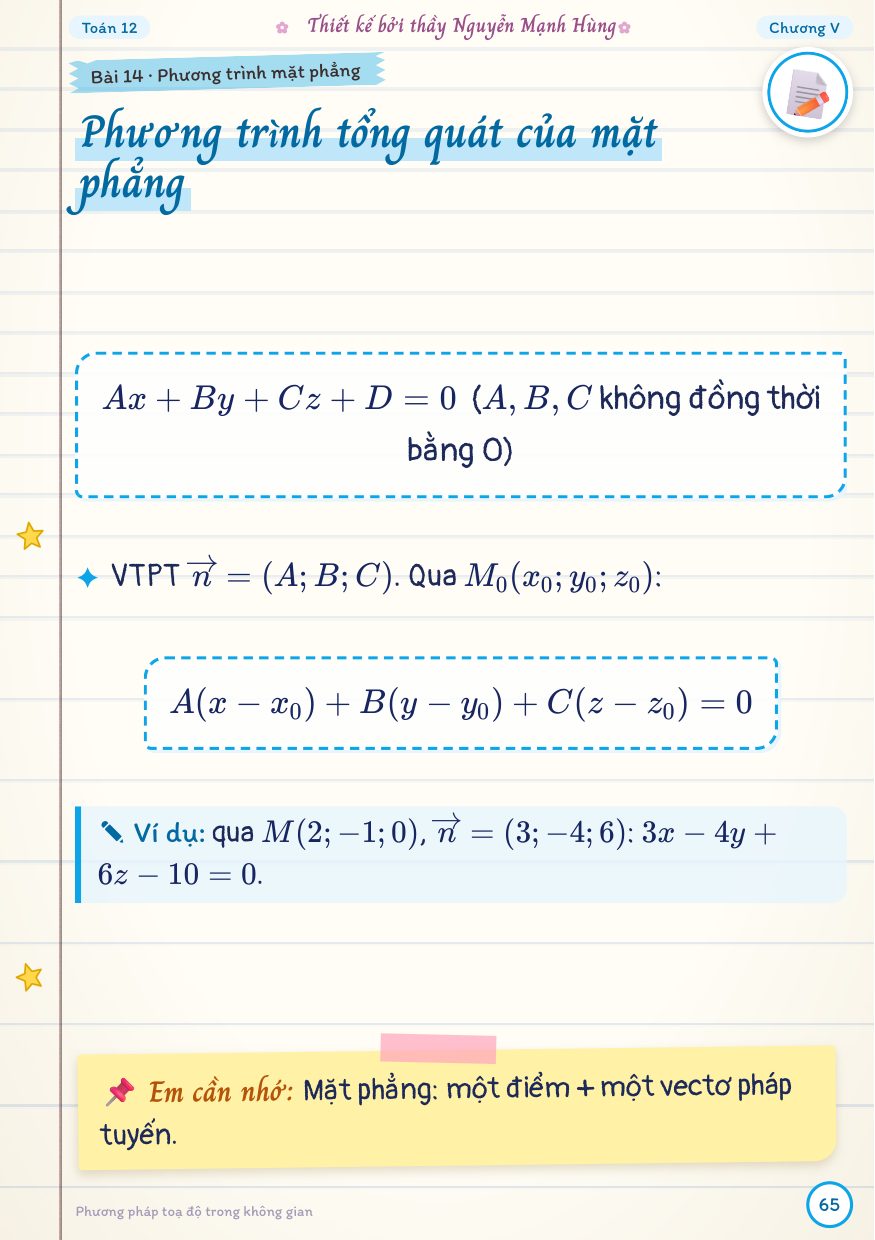 Toán 12
Thiết kế bởi thầy Nguyễn Mạnh Hùng
Chương V
Bài 14 · Phương trình mặt phẳng
Phương trình tổng quát của mặt
phẳng
Ax + By + Cz + D = 0 (A, B, C không đồng thời
bằng 0)
VTPT n⃗ = (A; B; C). Qua M₀(x₀; y₀; z₀):
A(x − x₀) + B(y − y₀) + C(z − z₀) = 0
Ví dụ: qua M(2; −1; 0), n⃗ = (3; −4; 6): 3x − 4y +
6z − 10 = 0.
Em cần nhớ: Mặt phẳng: một điểm + một vectơ pháp
tuyến.
Phương pháp toạ độ trong không gian
65